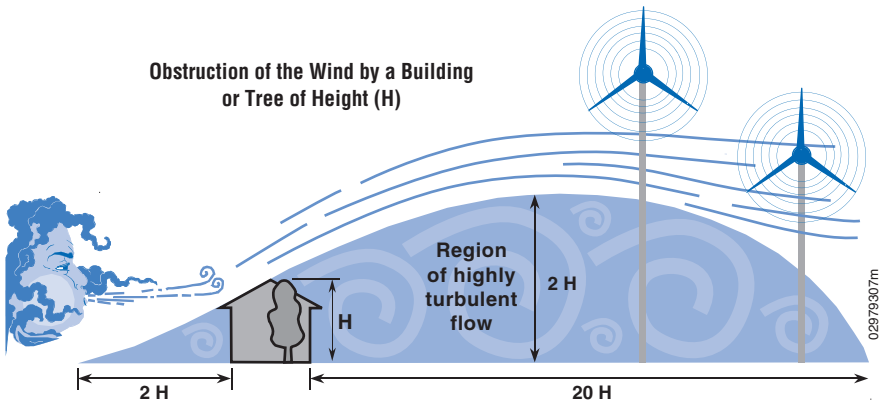 Obstruction of the Wind by a Building
or Tree of Height (H)
Region
of highly
turbulent
flow
2 H
H
2 H
20 H
02979307m